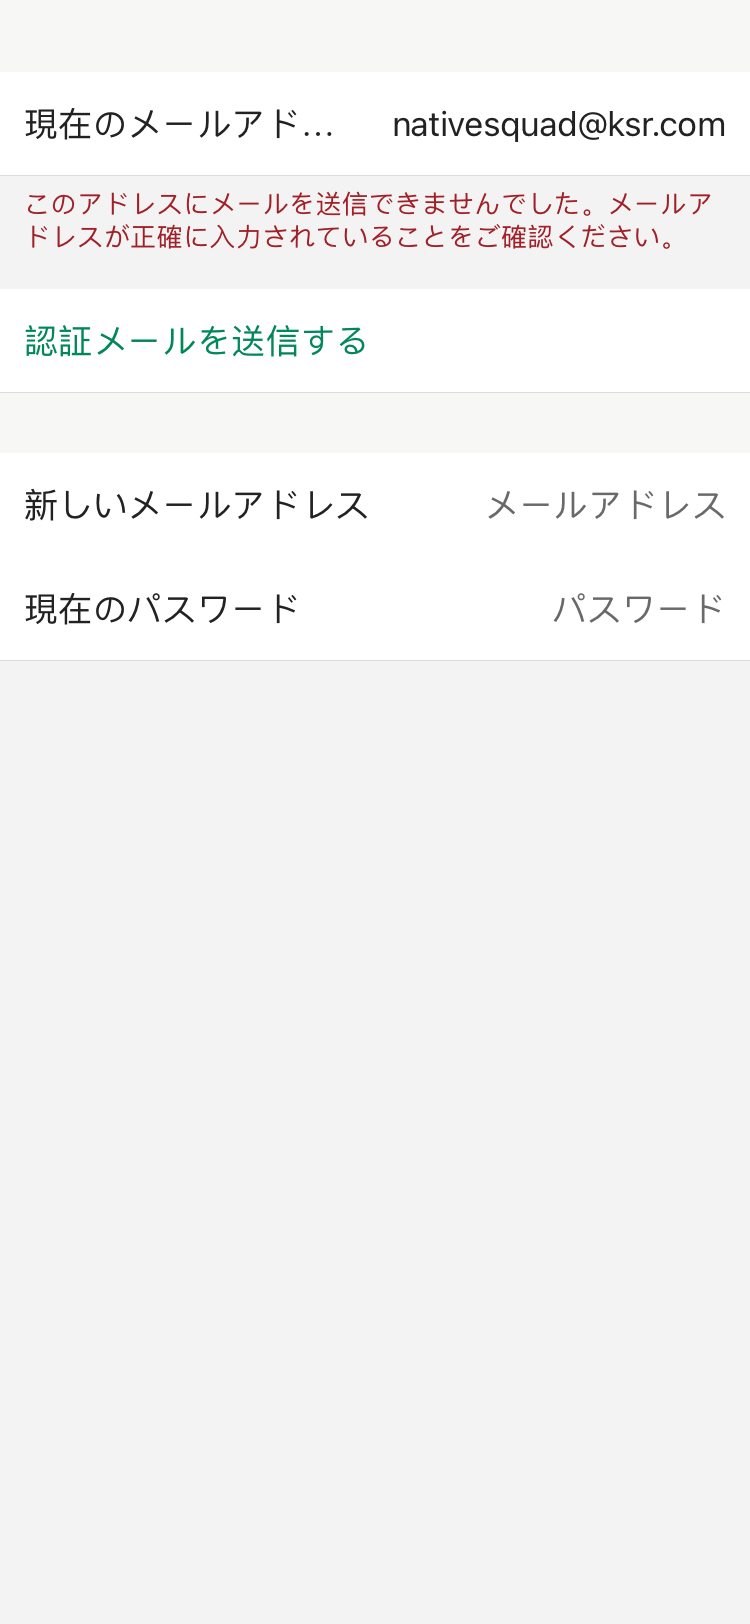 現在のメールアド... nativesquad@ksr.com
このアドレスにメールを送信できませんでした。メールア
ドレスが正確に入力されていることをご確認ください。
認証メールを送信する
新しいメールアドレス メールアドレス
現在のパスワード パスワード